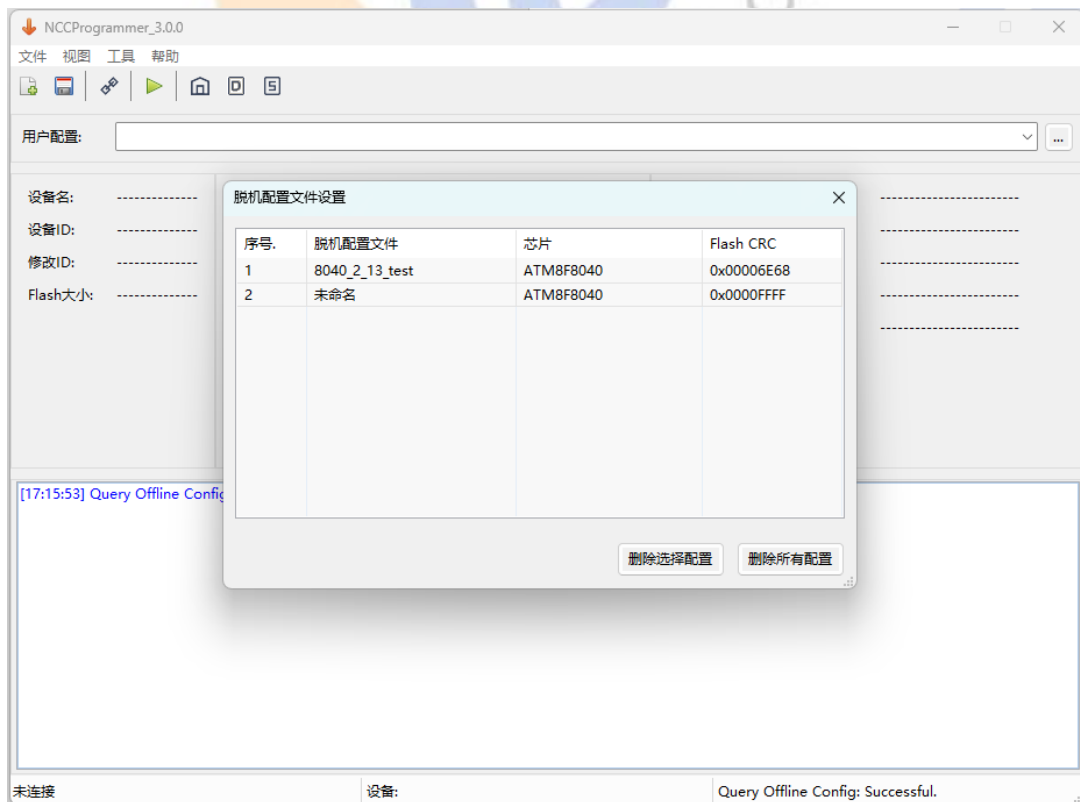 NCCProgrammer_3.0.0
文件 视图 工具 帮助
D S
用户配置:
...
设备名: --------------
设备ID: --------------
修改ID: --------------
Flash大小: --------------
------------------------
------------------------
------------------------
------------------------
------------------------
脱机配置文件设置
序号. 脱机配置文件 芯片 Flash CRC
1 8040_2_13_test ATM8F8040 0x00006E68
2 未命名 ATM8F8040 0x0000FFFF
删除选择配置 删除所有配置
[17:15:53] Query Offline Config
未连接 设备: Query Offline Config: Successful.